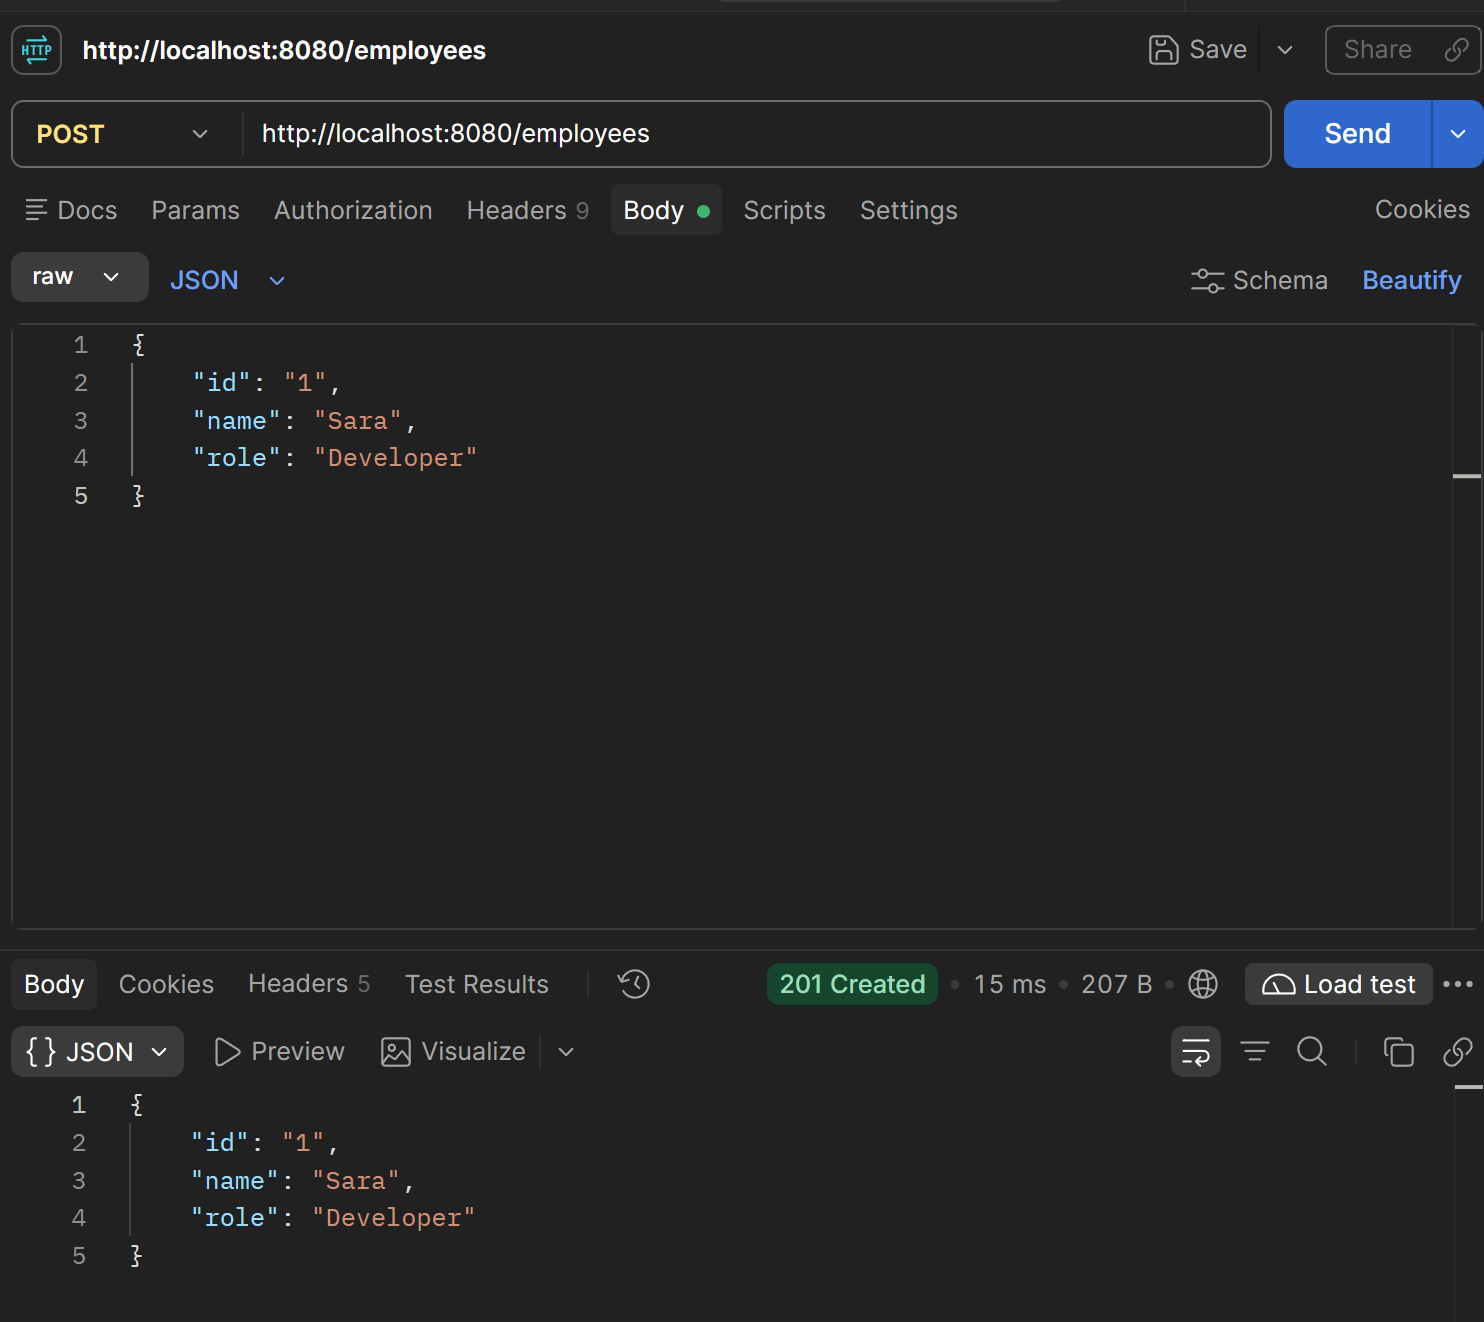 HTTP http://localhost:8080/employees Save Share
POST http://localhost:8080/employees Send
Docs Params Authorization Headers 9 Body Scripts Settings Cookies
raw JSON Schema Beautify
1 {
2 "id": "1",
3 "name": "Sara",
4 "role": "Developer"
5 }
Body Cookies Headers 5 Test Results 201 Created • 15 ms • 207 B • Load test
{} JSON Preview Visualize
1 {
2 "id": "1",
3 "name": "Sara",
4 "role": "Developer"
5 }